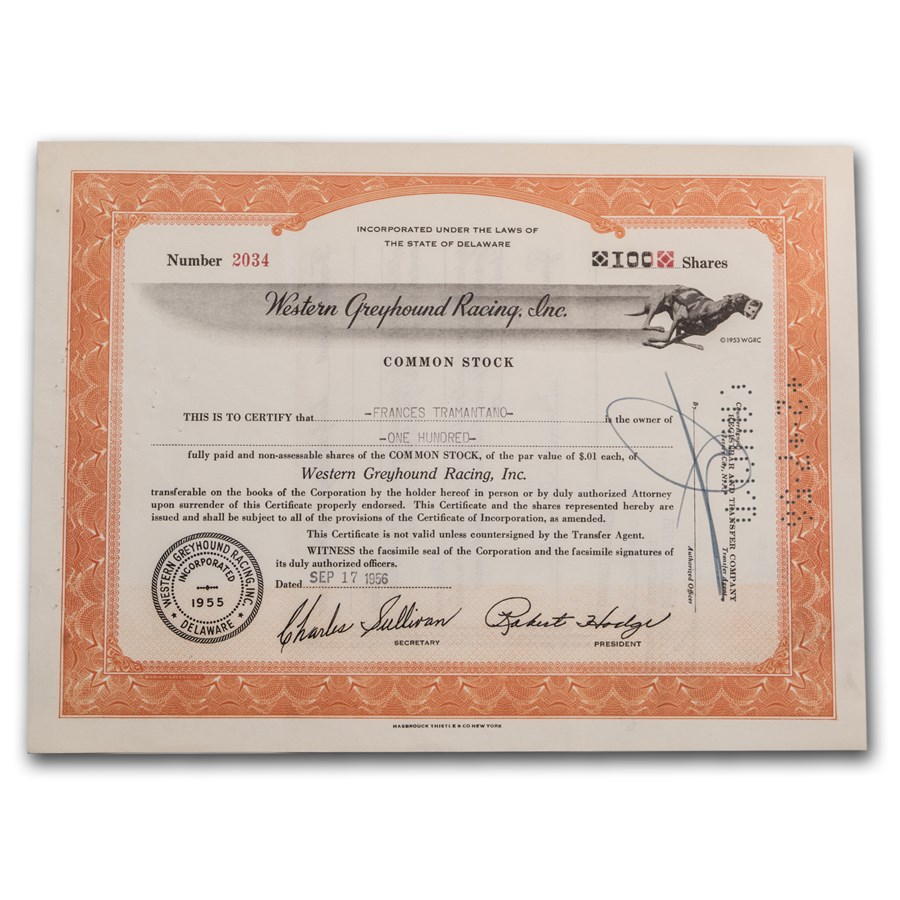 INCORPORATED UNDER THE LAWS OF
THE STATE OF DELAWARE
Number 2034
100 Shares
Western Greyhound Racing, Inc.
©1953 WGRC
COMMON STOCK
THIS IS TO CERTIFY that -FRANCES TRAMANTANO- is the owner of
-ONE HUNDRED-
fully paid and non-assessable shares of the COMMON STOCK, of the par value of $.01 each, of
Western Greyhound Racing, Inc.
transferable on the books of the Corporation by the holder hereof in person or by duly authorized Attorney
upon surrender of this Certificate properly endorsed. This Certificate and the shares represented hereby are
issued and shall be subject to all of the provisions of the Certificate of Incorporation, as amended.
This Certificate is not valid unless countersigned by the Transfer Agent.
WITNESS the facsimile seal of the Corporation and the facsimile signatures of
its duly authorized officers.
Dated SEP 17 1956
WESTERN GREYHOUND RACING, INC.
INCORPORATED
1955
DELAWARE
Charles Sullivan
SECRETARY
Robert Hodge
PRESIDENT
Countersigned:
REGISTRAR AND TRANSFER COMPANY
Transfer Agent
By
Authorized Officer
HASBROUCK THISTLE & CO. NEW YORK